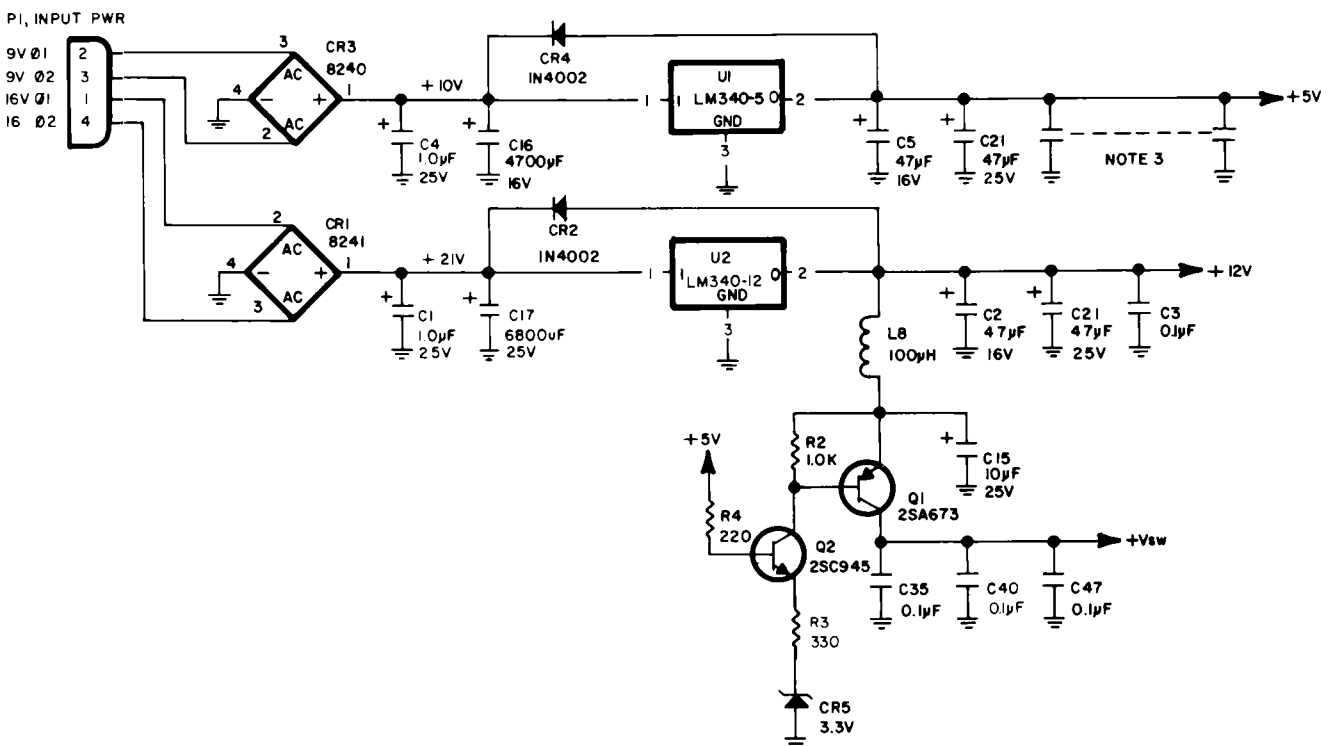 P1, INPUT PWR
9V Ø1 2
9V Ø2 3
16V Ø1 1
16 Ø2 4
3
CR3
8240
AC
4 - + 1
AC
2
+10V
+
C4
1.0µF
25V
+
C16
4700µF
16V
CR4
1N4002
U1
1 I LM340-5 O 2
GND
3
+
C5
47µF
16V
+
C21
47µF
25V
NOTE 3
+5V
2
CR1
8241
AC
4 - + 1
AC
3
+21V
+
C1
1.0µF
25V
+
C17
6800uF
25V
CR2
1N4002
U2
1 I LM340-12 O 2
GND
3
L8
100µH
+
C2
47µF
16V
+
C21
47µF
25V
C3
0.1µF
+12V
+5V
R4
220
R2
1.0K
Q1
2SA673
+
C15
10µF
25V
Q2
2SC945
R3
330
CR5
3.3V
C35
0.1µF
C40
0.1µF
C47
0.1µF
+Vsw